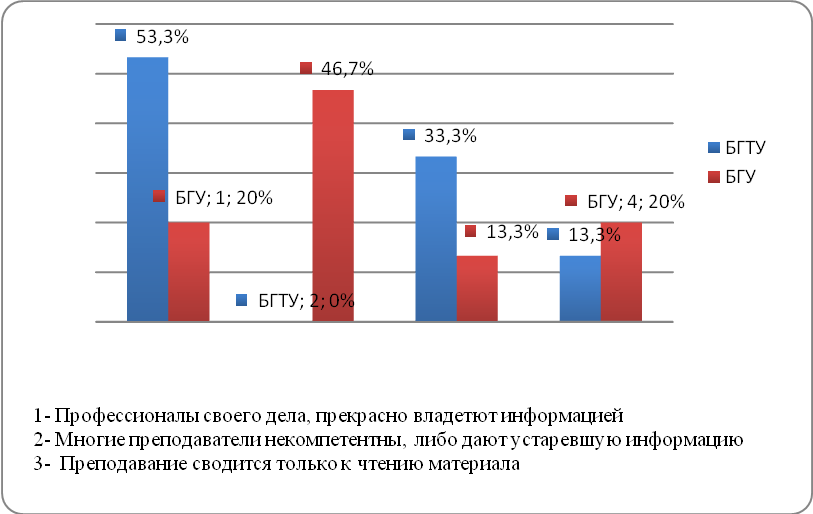 53,3%
46,7%
33,3%
БГТУ
БГУ
БГУ; 1; 20%
БГУ; 4; 20%
13,3%
13,3%
БГТУ; 2; 0%
1- Профессионалы своего дела, прекрасно владетют информацией
2- Многие преподаватели некомпетентны, либо дают устаревшую информацию
3- Преподавание сводится только к чтению материала